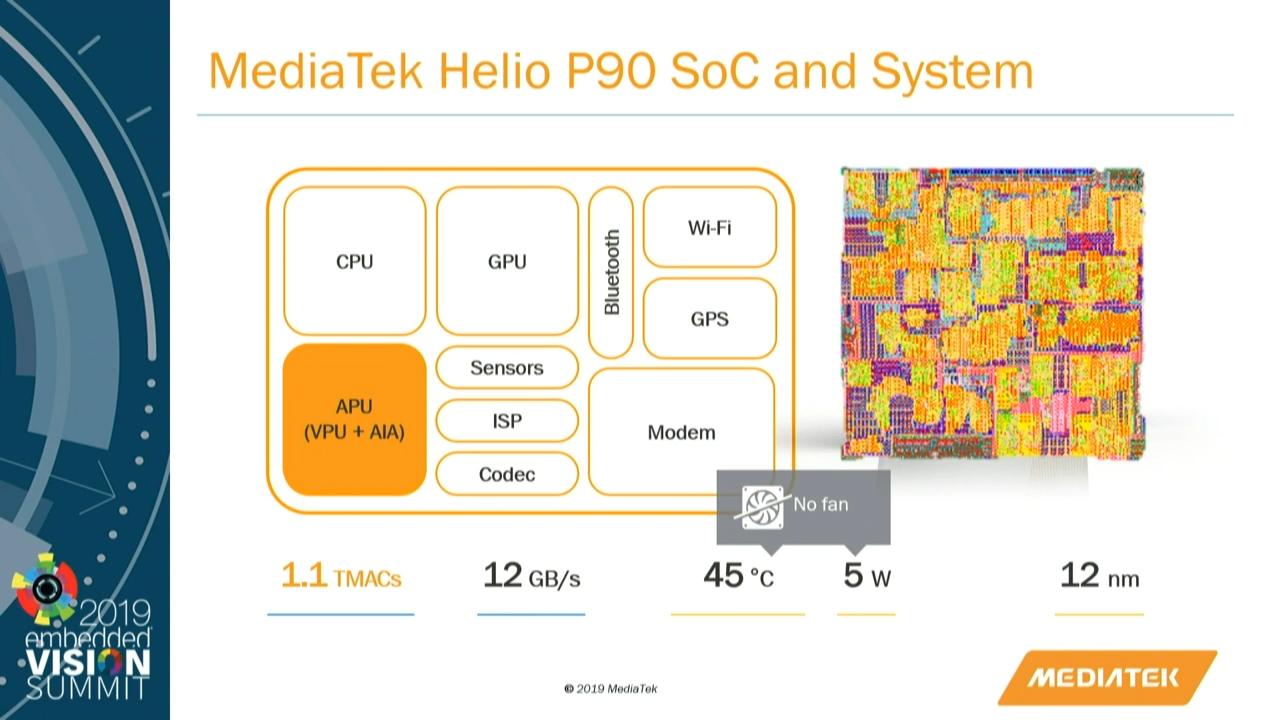 MediaTek Helio P90 SoC and System
CPU
GPU
Bluetooth
Wi-Fi
GPS
APU
(VPU + AIA)
Sensors
ISP
Codec
Modem
No fan
1.1 TMACs
12 GB/s
45 °C
5 W
12 nm
2019
embedded
VISION
SUMMIT
© 2019 MediaTek
MEDIATEK